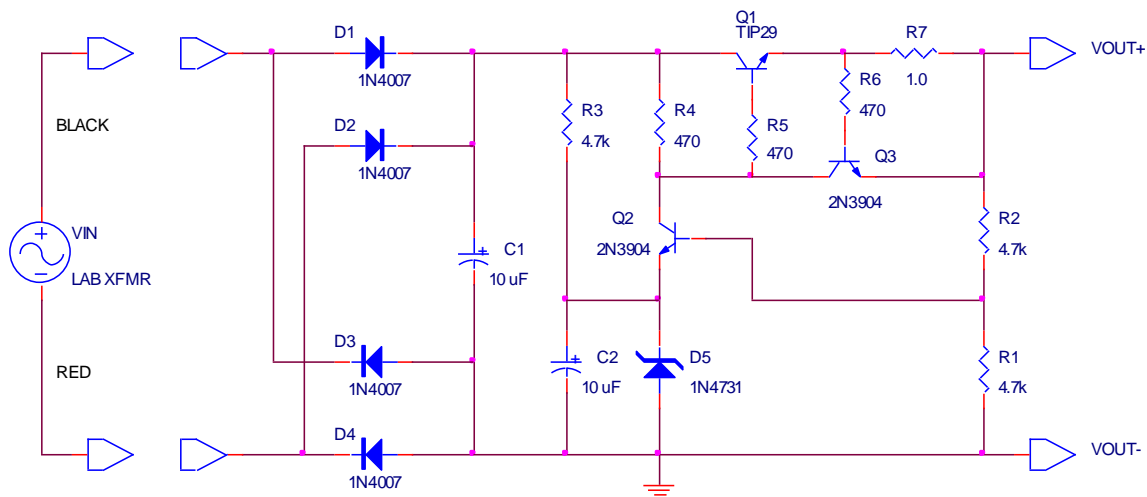 Q1
TIP29
R7
1.0
VOUT+
D1
1N4007
R6
470
BLACK
D2
1N4007
R3
4.7k
R4
470
R5
470
Q3
2N3904
VIN
LAB XFMR
C1
10 uF
Q2
2N3904
R2
4.7k
RED
D3
1N4007
C2
10 uF
D5
1N4731
R1
4.7k
D4
1N4007
VOUT-